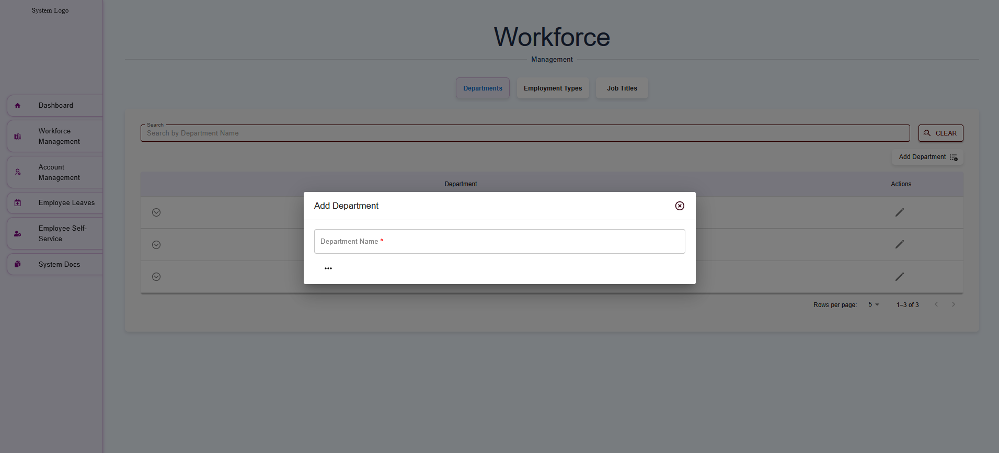 System Logo
Dashboard
Workforce
Management
Account
Management
Employee Leaves
Employee Self-
Service
System Docs
Workforce
Management
Departments
Employment Types
Job Titles
Search
Search by Department Name
CLEAR
Add Department
Department
Actions
Add Department
Department Name *
Rows per page:
5
1–3 of 3